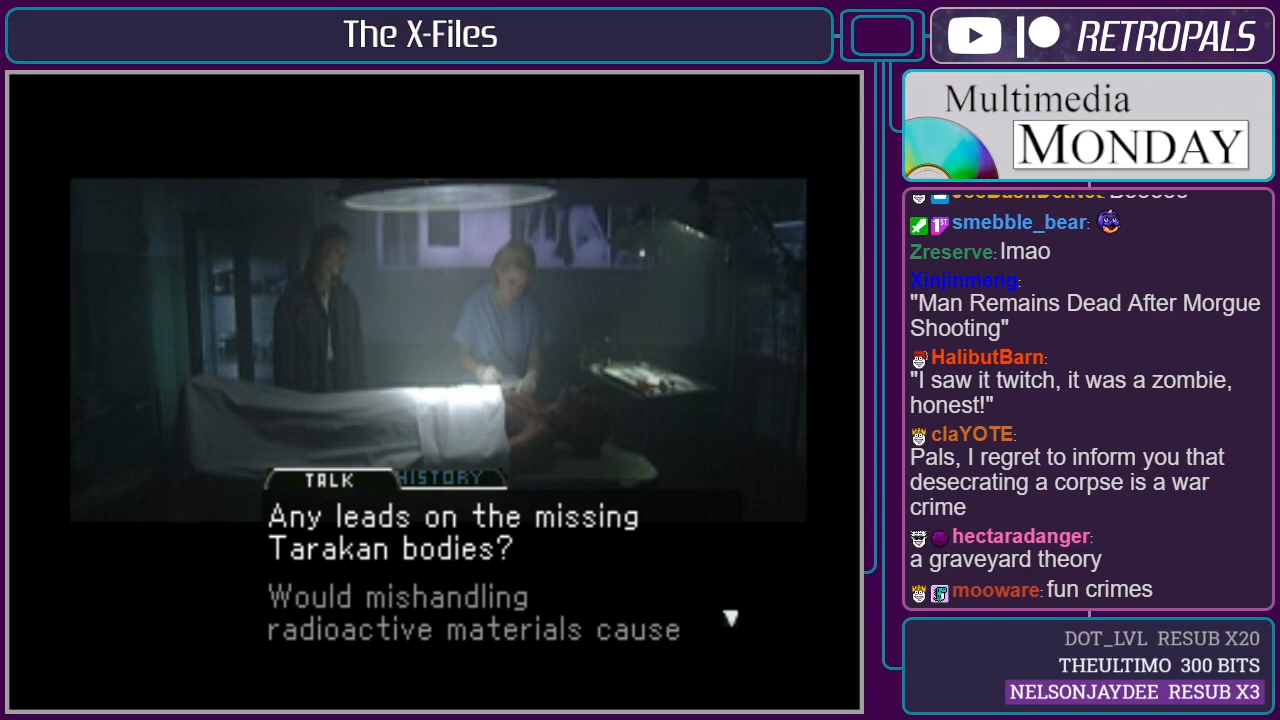 The X-Files
RETROPALS
Multimedia
MONDAY
smebble_bear:
Zreserve: lmao
Xinjinmeng:
"Man Remains Dead After Morgue
Shooting"
HalibutBarn:
"I saw it twitch, it was a zombie,
honest!"
claYOTE:
Pals, I regret to inform you that
desecrating a corpse is a war
crime
hectaradanger:
a graveyard theory
mooware: fun crimes
TALK HISTORY
Any leads on the missing
Tarakan bodies?
Would mishandling
radioactive materials cause
DOT_LVL RESUB X20
THEULTIMO 300 BITS
NELSONJAYDEE RESUB X3